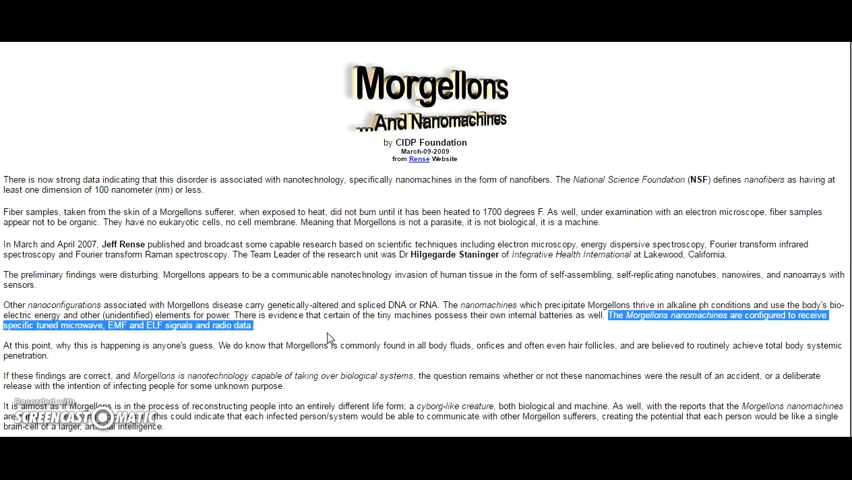 Morgellons
...And Nanomachines
by CIDP Foundation
March-09-2009
from Rense Website
There is now strong data indicating that this disorder is associated with nanotechnology, specifically nanomachines in the form of nanofibers. The National Science Foundation (NSF) defines nanofibers as having at
least one dimension of 100 nanometer (nm) or less.
Fiber samples, taken from the skin of a Morgellons sufferer, when exposed to heat, did not burn until it has been heated to 1700 degrees F. As well, under examination with an electron microscope, fiber samples
appear not to be organic. They have no eukaryotic cells, no cell membrane. Meaning that Morgellons is not a parasite, it is not biological, it is a machine.
In March and April 2007, Jeff Rense published and broadcast some capable research based on scientific techniques including electron microscopy, energy dispersive spectroscopy, Fourier transform infrared
spectroscopy and Fourier transform Raman spectroscopy. The Team Leader of the research unit was Dr Hilgegarde Staninger of Integrative Health International at Lakewood, California.
The preliminary findings were disturbing. Morgellons appears to be a communicable nanotechnology invasion of human tissue in the form of self-assembling, self-replicating nanotubes, nanowires, and nanoarrays with
sensors.
Other nanoconfigurations associated with Morgellons disease carry genetically-altered and spliced DNA or RNA. The nanomachines which precipitate Morgellons thrive in alkaline ph conditions and use the body's bio-
electric energy and other (unidentified) elements for power. There is evidence that certain of the tiny machines possess their own internal batteries as well. The Morgellons nanomachines are configured to receive
specific tuned microwave, EMF and ELF signals and radio data.
At this point, why this is happening is anyone's guess. We do know that Morgellons is commonly found in all body fluids, orifices and often even hair follicles, and are believed to routinely achieve total body systemic
penetration.
If these findings are correct, and Morgellons is nanotechnology capable of taking over biological systems, the question remains whether or not these nanomachines were the result of an accident, or a deliberate
release with the intention of infecting people for some unknown purpose.
It is almost as if Morgellons is in the process of reconstructing people into an entirely different life form; a cyborg-like creature, both biological and machine. As well, with the reports that the Morgellons nanomachines
are this could indicate that each infected person/system would be able to communicate with other Morgellon sufferers, creating the potential that each person would be like a single
brain-cell of a larger, artificial intelligence.
Recorded with
SCREENCAST-O-MATIC